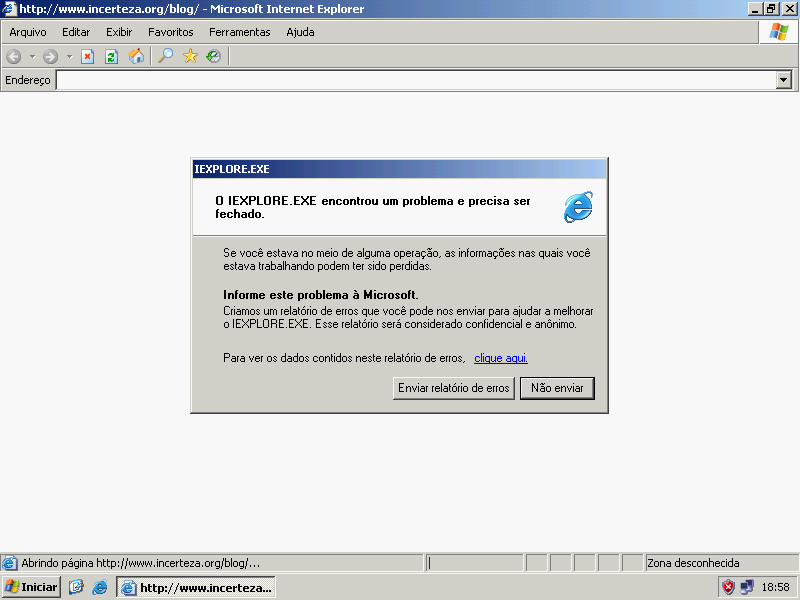 http://www.incerteza.org/blog/ - Microsoft Internet Explorer
Arquivo Editar Exibir Favoritos Ferramentas Ajuda
Endereço
IEXPLORE.EXE
O IEXPLORE.EXE encontrou um problema e precisa ser
fechado.
Se você estava no meio de alguma operação, as informações nas quais você
estava trabalhando podem ter sido perdidas.
Informe este problema à Microsoft.
Criamos um relatório de erros que você pode nos enviar para ajudar a melhorar
o IEXPLORE.EXE. Esse relatório será considerado confidencial e anônimo.
Para ver os dados contidos neste relatório de erros, clique aqui.
Enviar relatório de erros Não enviar
Abrindo página http://www.incerteza.org/blog/... Zona desconhecida
Iniciar http://www.incerteza... 18:58